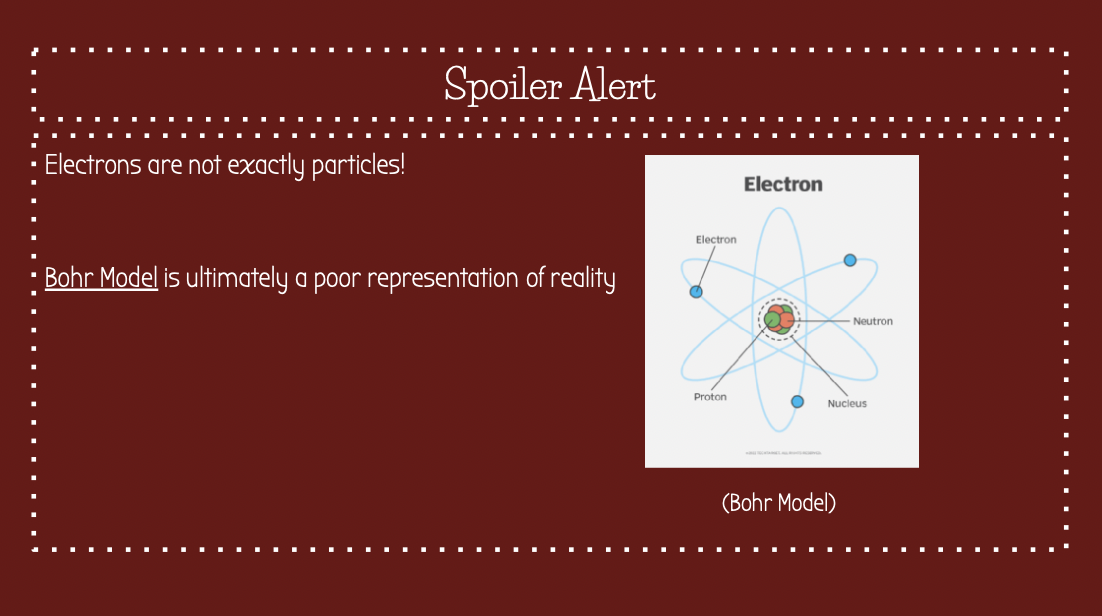 Spoiler Alert
Electrons are not exactly particles!
Bohr Model is ultimately a poor representation of reality
Electron
Electron
Neutron
Proton
Nucleus
(Bohr Model)